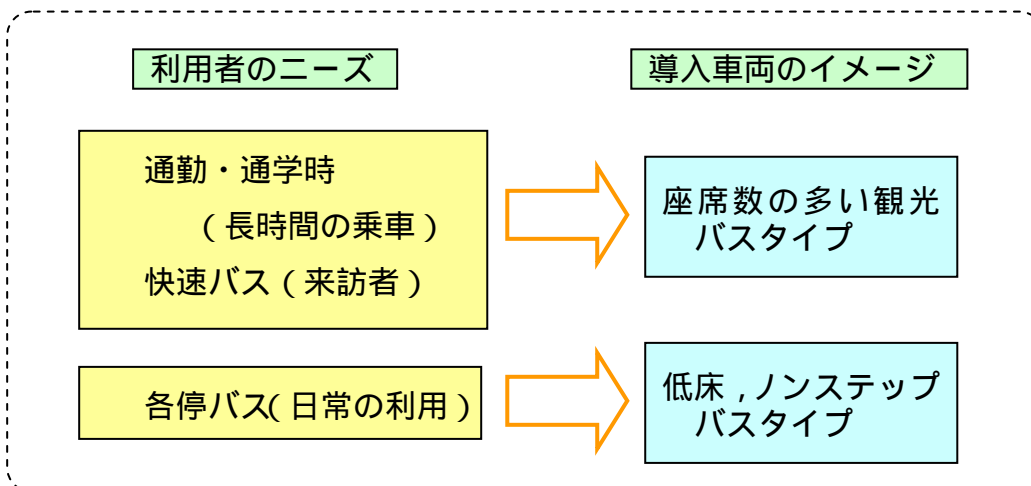 利用者のニーズ
導入車両のイメージ
通勤・通学時
（長時間の乗車）
快速バス（来訪者）
座席数の多い観光
バスタイプ
各停バス（日常の利用）
低床，ノンステップ
バスタイプ